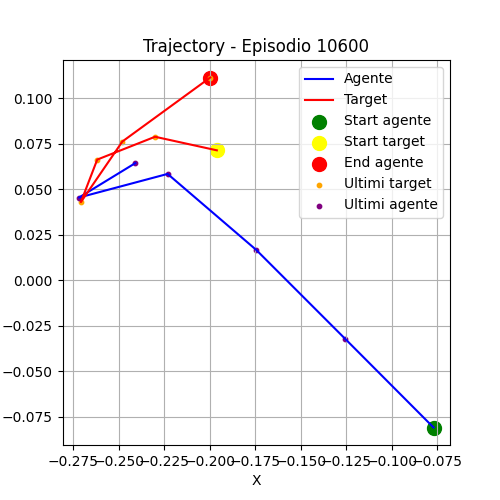 Trajectory - Episodio 10600
Agente
Target
Start agente
Start target
End agente
Ultimi target
Ultimi agente
0.100
0.075
0.050
0.025
0.000
−0.025
−0.050
−0.075
−0.275 −0.250 −0.225 −0.200 −0.175 −0.150 −0.125 −0.100 −0.075
X